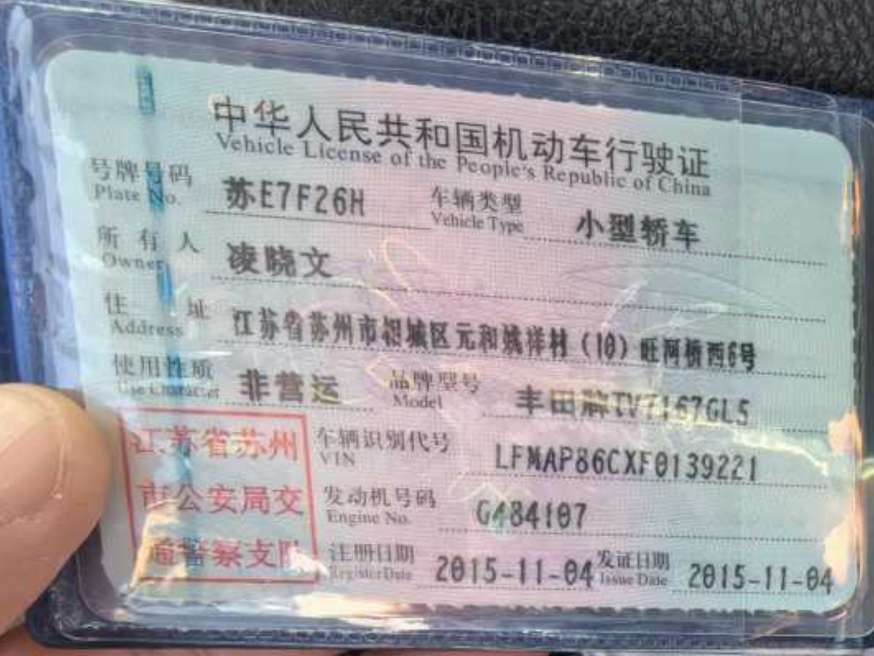 中华人民共和国机动车行驶证
Vehicle License of the People's Republic of China
号牌号码 苏E7F26H 车辆类型 小型轿车
Plate No. Vehicle Type
所有人 凌晓文
Owner
住址 江苏省苏州市相城区元和姚祥村（10）旺网桥西6号
Address
使用性质 非营运 品牌型号 丰田牌TV7167GL5
Use Character Model
江苏省苏州 车辆识别代号 LFMAP86CXF0139221
VIN
市公安局交 发动机号码 G484107
Engine No.
通警察支队 注册日期 2015-11-04 发证日期 2015-11-04
Register Date Issue Date